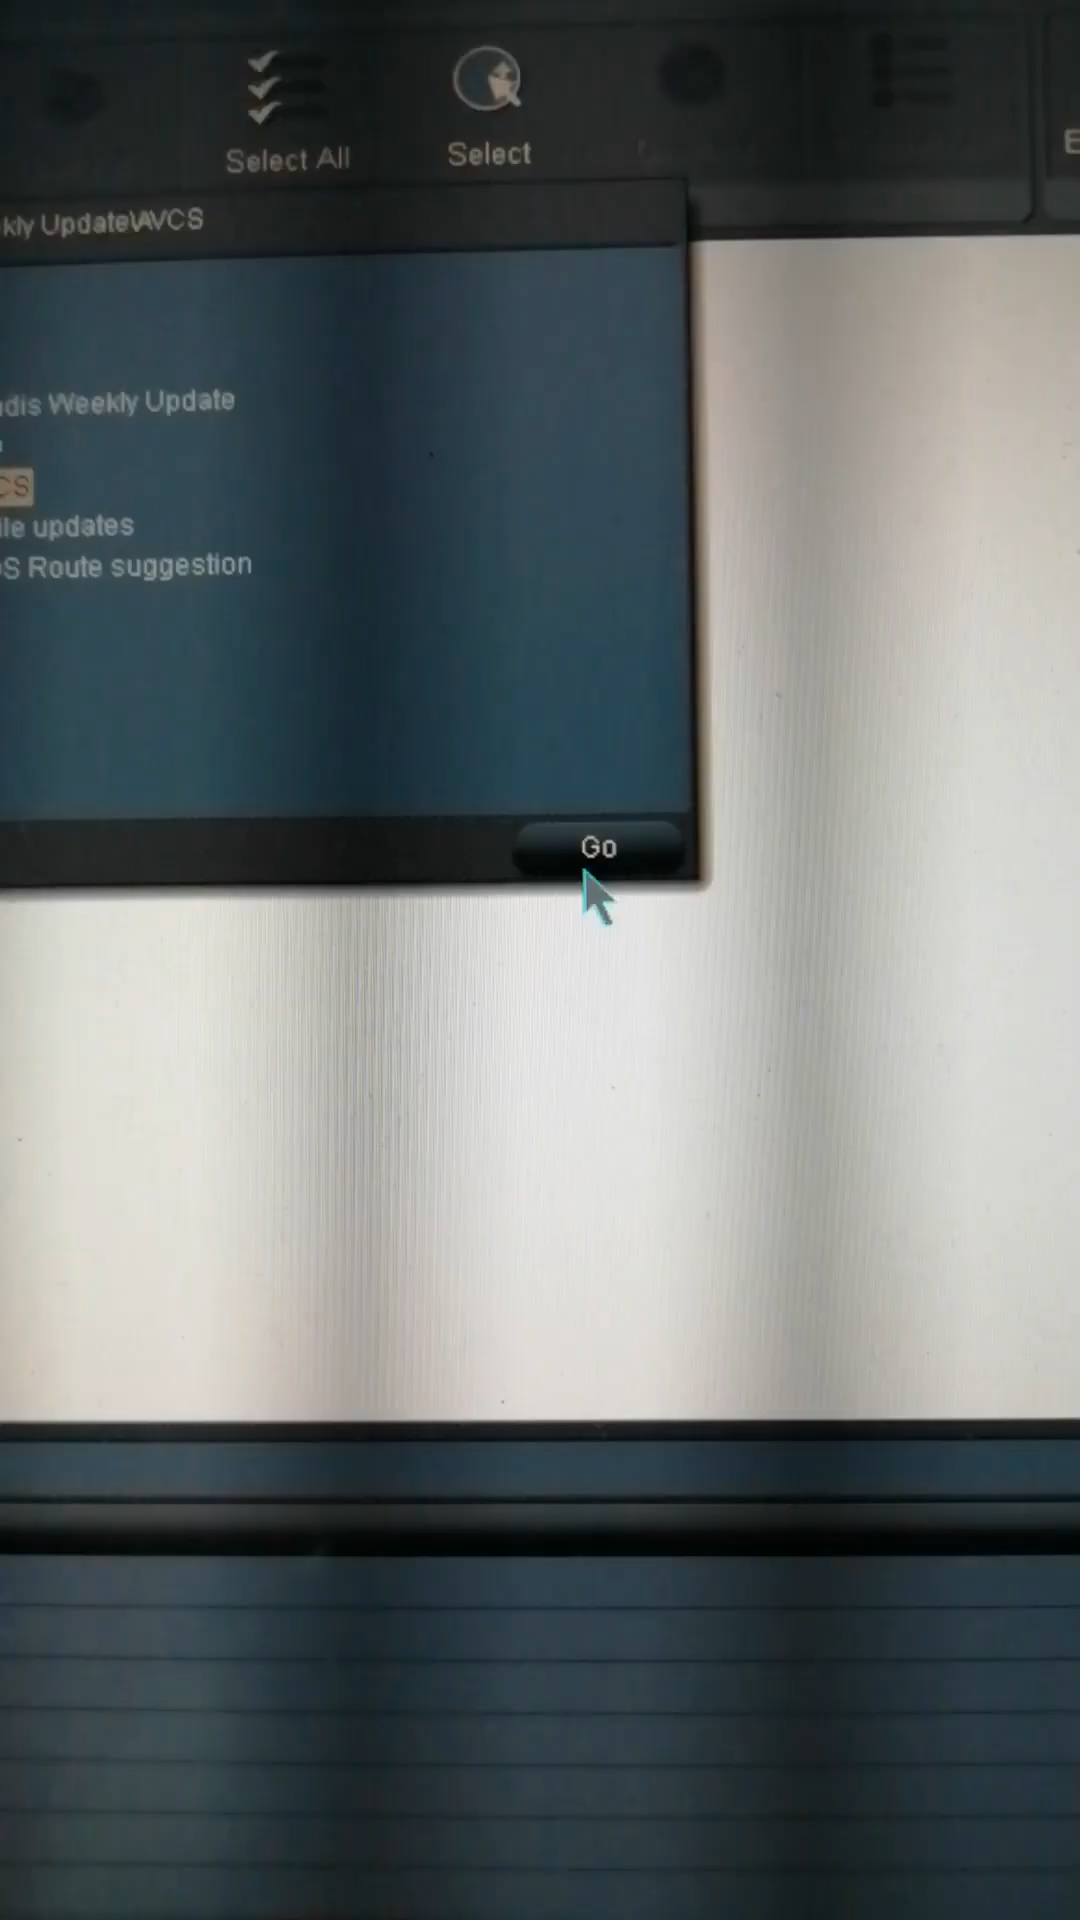 Select All
Select
E
kly Update\AVCS
dis Weekly Update
CS
ile updates
S Route suggestion
Go